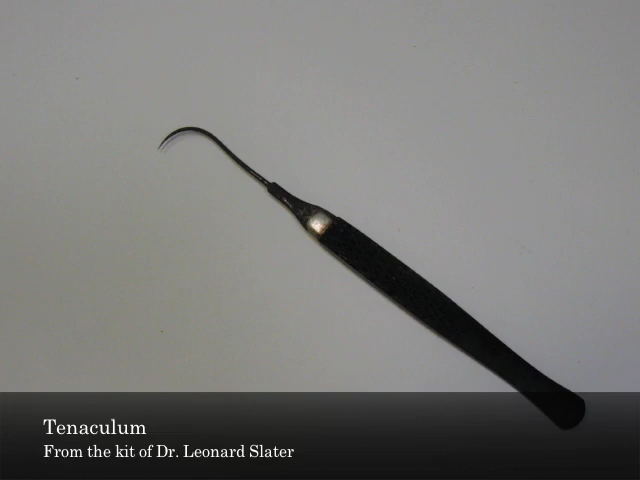 Tenaculum
From the kit of Dr. Leonard Slater